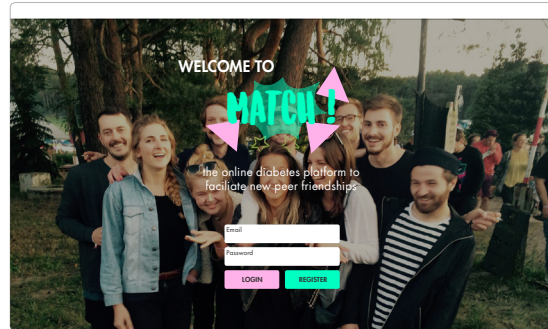 WELCOME TO
MATCH !
the online diabetes platform to
faciliate new peer friendships
Email
Password
LOGIN REGISTER